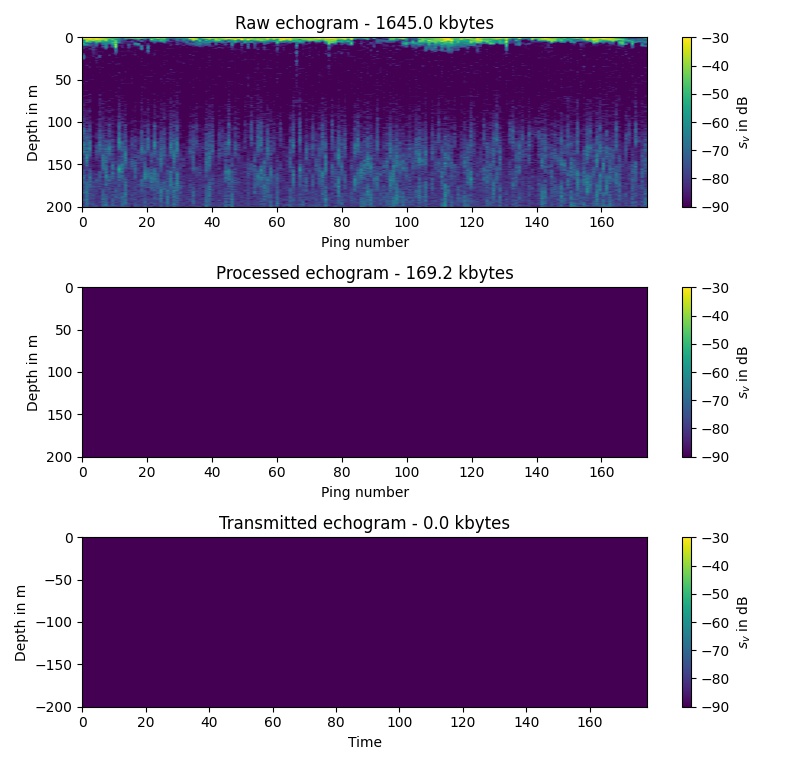 Raw echogram - 1645.0 kbytes
0
50
100
150
200
Depth in m
0 20 40 60 80 100 120 140 160
Ping number
−30
−40
−50
−60
−70
−80
−90
sv in dB
Processed echogram - 169.2 kbytes
0
50
100
150
200
Depth in m
0 20 40 60 80 100 120 140 160
Ping number
−30
−40
−50
−60
−70
−80
−90
sv in dB
Transmitted echogram - 0.0 kbytes
0
−50
−100
−150
−200
Depth in m
0 20 40 60 80 100 120 140 160
Time
−30
−40
−50
−60
−70
−80
−90
sv in dB